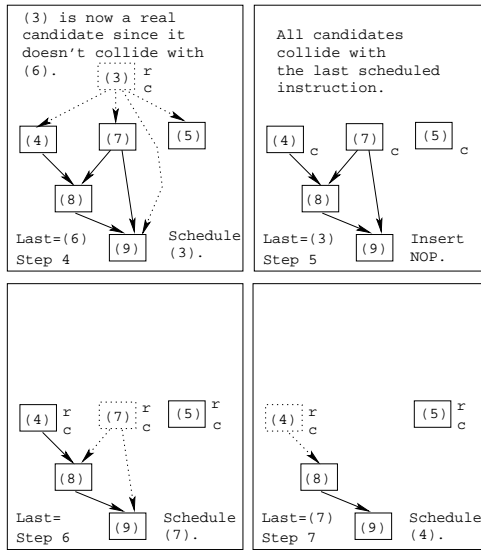 (3) is now a real
candidate since it
doesn't collide with
(6).
(3) r
c
(4) (7) (5)
(8)
(9)
Last=(6)
Step 4
Schedule
(3).
All candidates
collide with
the last scheduled
instruction.
(4) c
(7) c
(5) c
(8)
(9)
Last=(3)
Step 5
Insert
NOP.
(4) r
c
(7) r
c
(5) r
c
(8)
(9)
Last=
Step 6
Schedule
(7).
(4) r
c
(5) r
c
(8)
(9)
Last=(7)
Step 7
Schedule
(4).